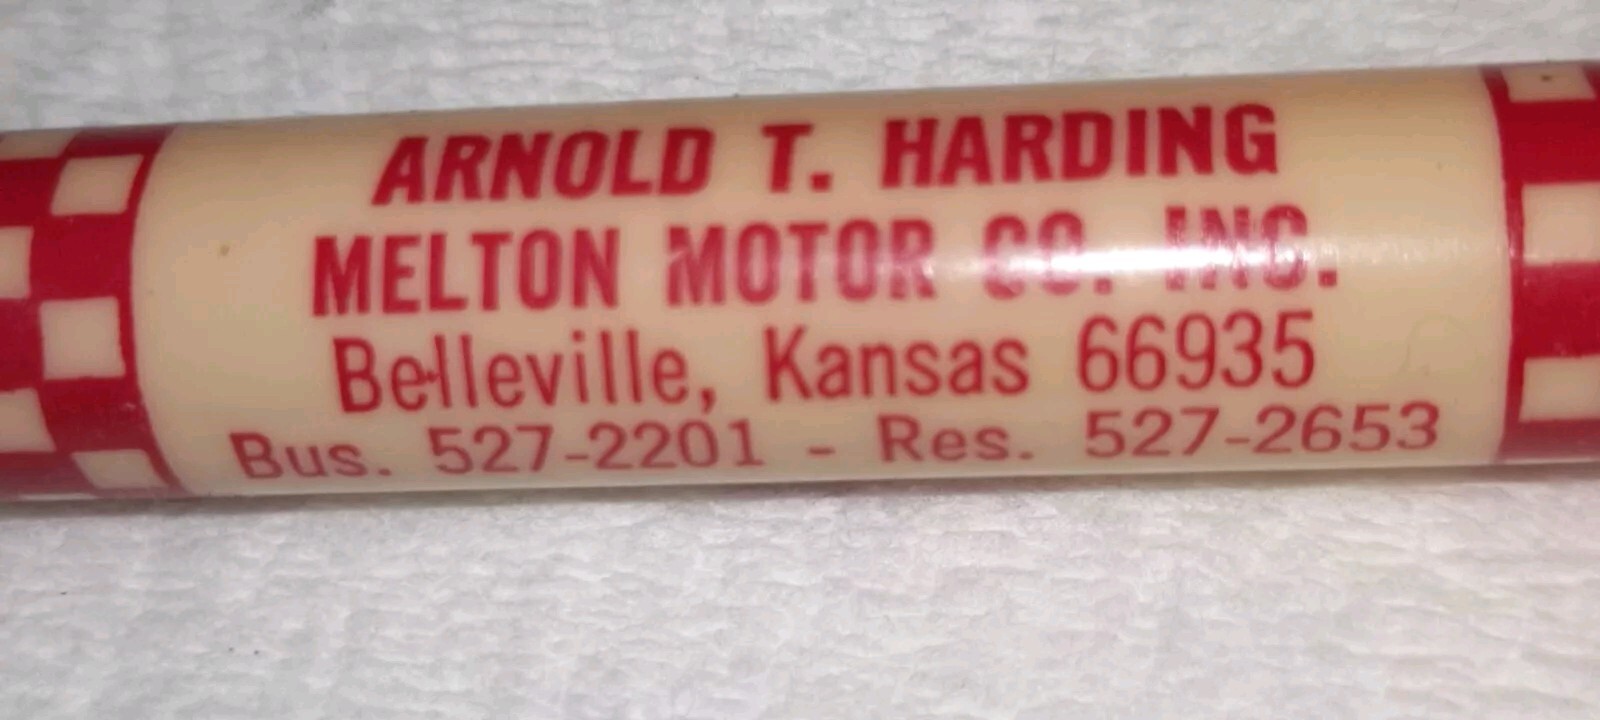 ARNOLD T. HARDING
MELTON MOTOR CO. INC.
Belleville, Kansas 66935
Bus. 527-2201 - Res. 527-2653